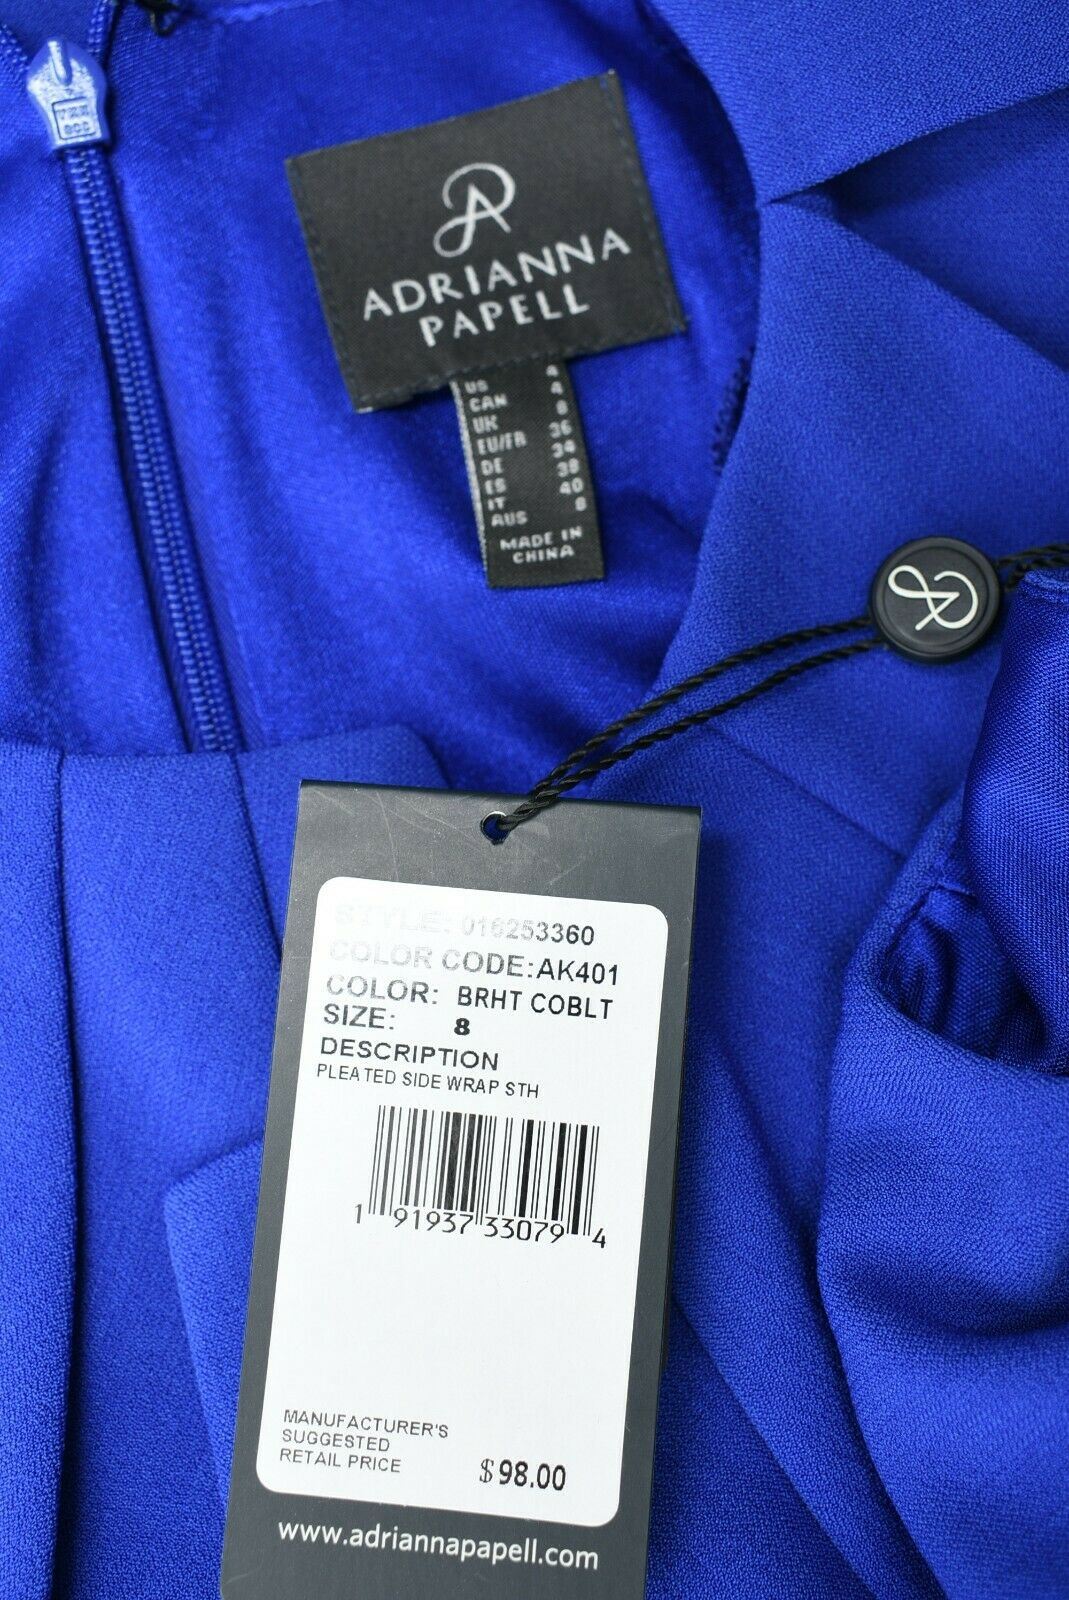 ADRIANNA
PAPELL
US 4
CAN 4
UK 8
EU/FR 36
DE 34
ES 38
IT 40
AUS 8
MADE IN
CHINA
STYLE: 016253360
COLOR CODE: AK401
COLOR: BRHT COBLT
SIZE: 8
DESCRIPTION
PLEATED SIDE WRAP STH
1 91937 33079 4
MANUFACTURER'S
SUGGESTED
RETAIL PRICE $98.00
www.adriannapapell.com